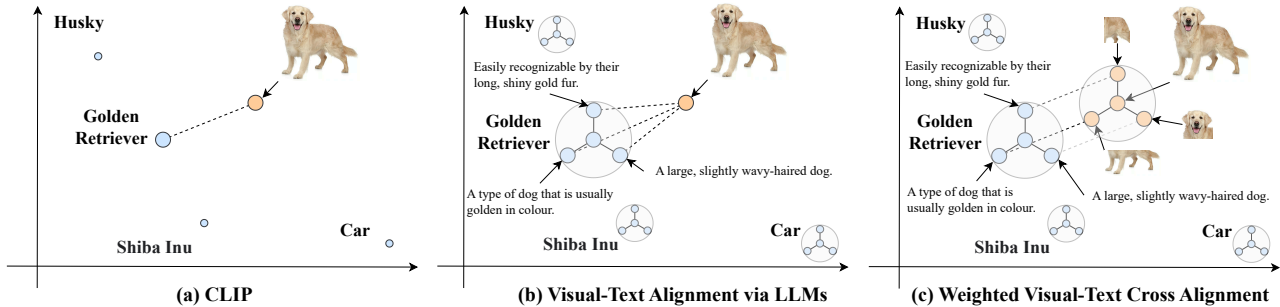 Husky
Golden
Retriever
Shiba Inu
Car
(a) CLIP
Husky
Easily recognizable by their
long, shiny gold fur.
Golden
Retriever
A large, slightly wavy-haired dog.
A type of dog that is usually
golden in colour.
Shiba Inu
Car
(b) Visual-Text Alignment via LLMs
Husky
Easily recognizable by their
long, shiny gold fur.
Golden
Retriever
A type of dog that is
usually golden in colour.
A large, slightly wavy-haired dog.
Shiba Inu
Car
(c) Weighted Visual-Text Cross Alignment